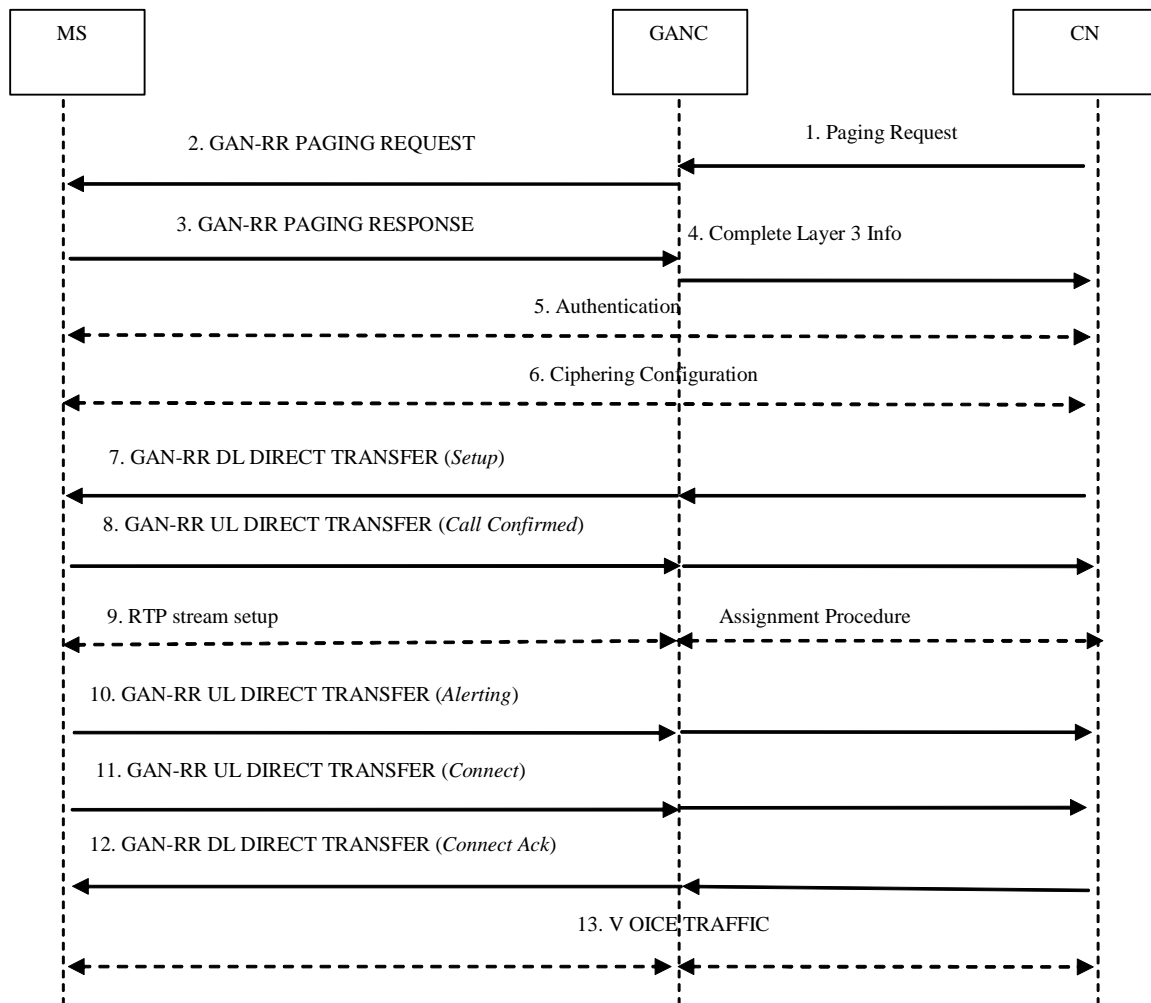 MS
GANC
CN
1. Paging Request
2. GAN-RR PAGING REQUEST
3. GAN-RR PAGING RESPONSE
4. Complete Layer 3 Info
5. Authentication
6. Ciphering Configuration
7. GAN-RR DL DIRECT TRANSFER (Setup)
8. GAN-RR UL DIRECT TRANSFER (Call Confirmed)
9. RTP stream setup
Assignment Procedure
10. GAN-RR UL DIRECT TRANSFER (Alerting)
11. GAN-RR UL DIRECT TRANSFER (Connect)
12. GAN-RR DL DIRECT TRANSFER (Connect Ack)
13. V OICE TRAFFIC